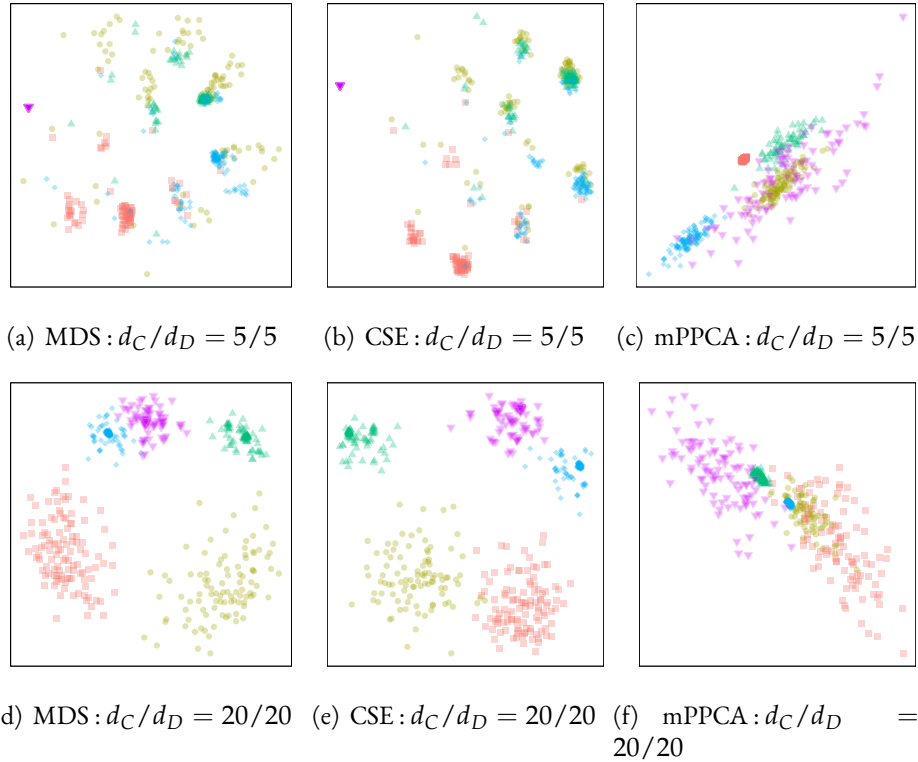 (a) MDS : d_C/d_D = 5/5 (b) CSE : d_C/d_D = 5/5 (c) mPPCA : d_C/d_D = 5/5
d) MDS : d_C/d_D = 20/20 (e) CSE : d_C/d_D = 20/20 (f) mPPCA : d_C/d_D =
20/20